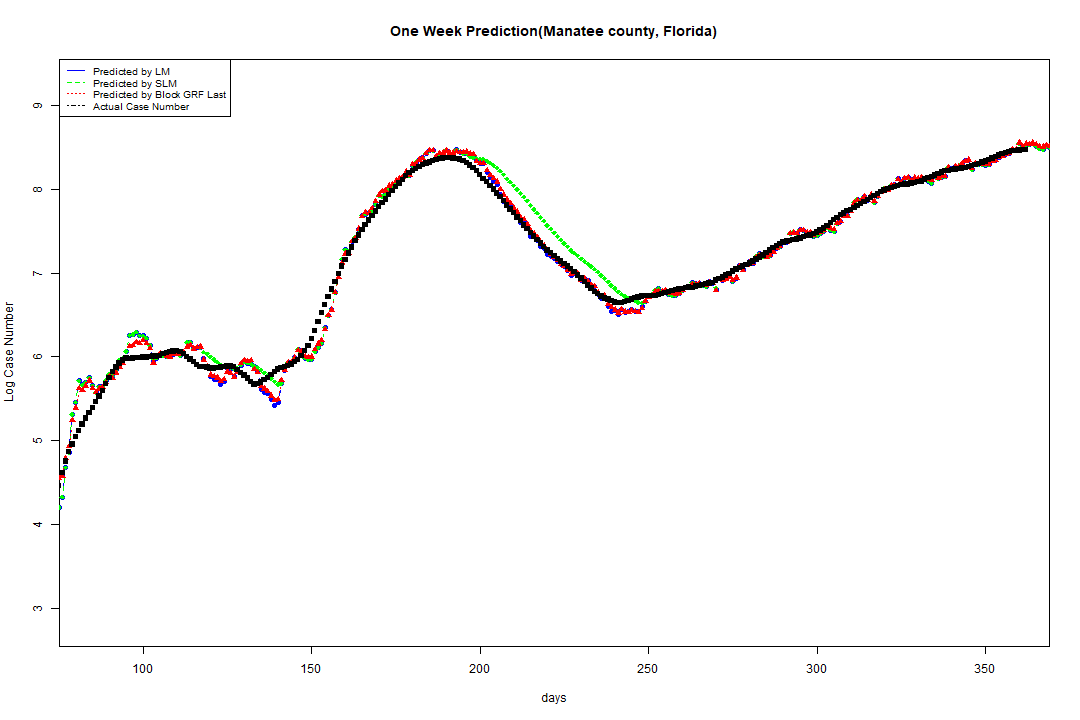 One Week Prediction(Manatee county, Florida)
Predicted by LM
Predicted by SLM
Predicted by Block GRF Last
Actual Case Number
9
8
7
6
5
4
3
Log Case Number
100 150 200 250 300 350
days